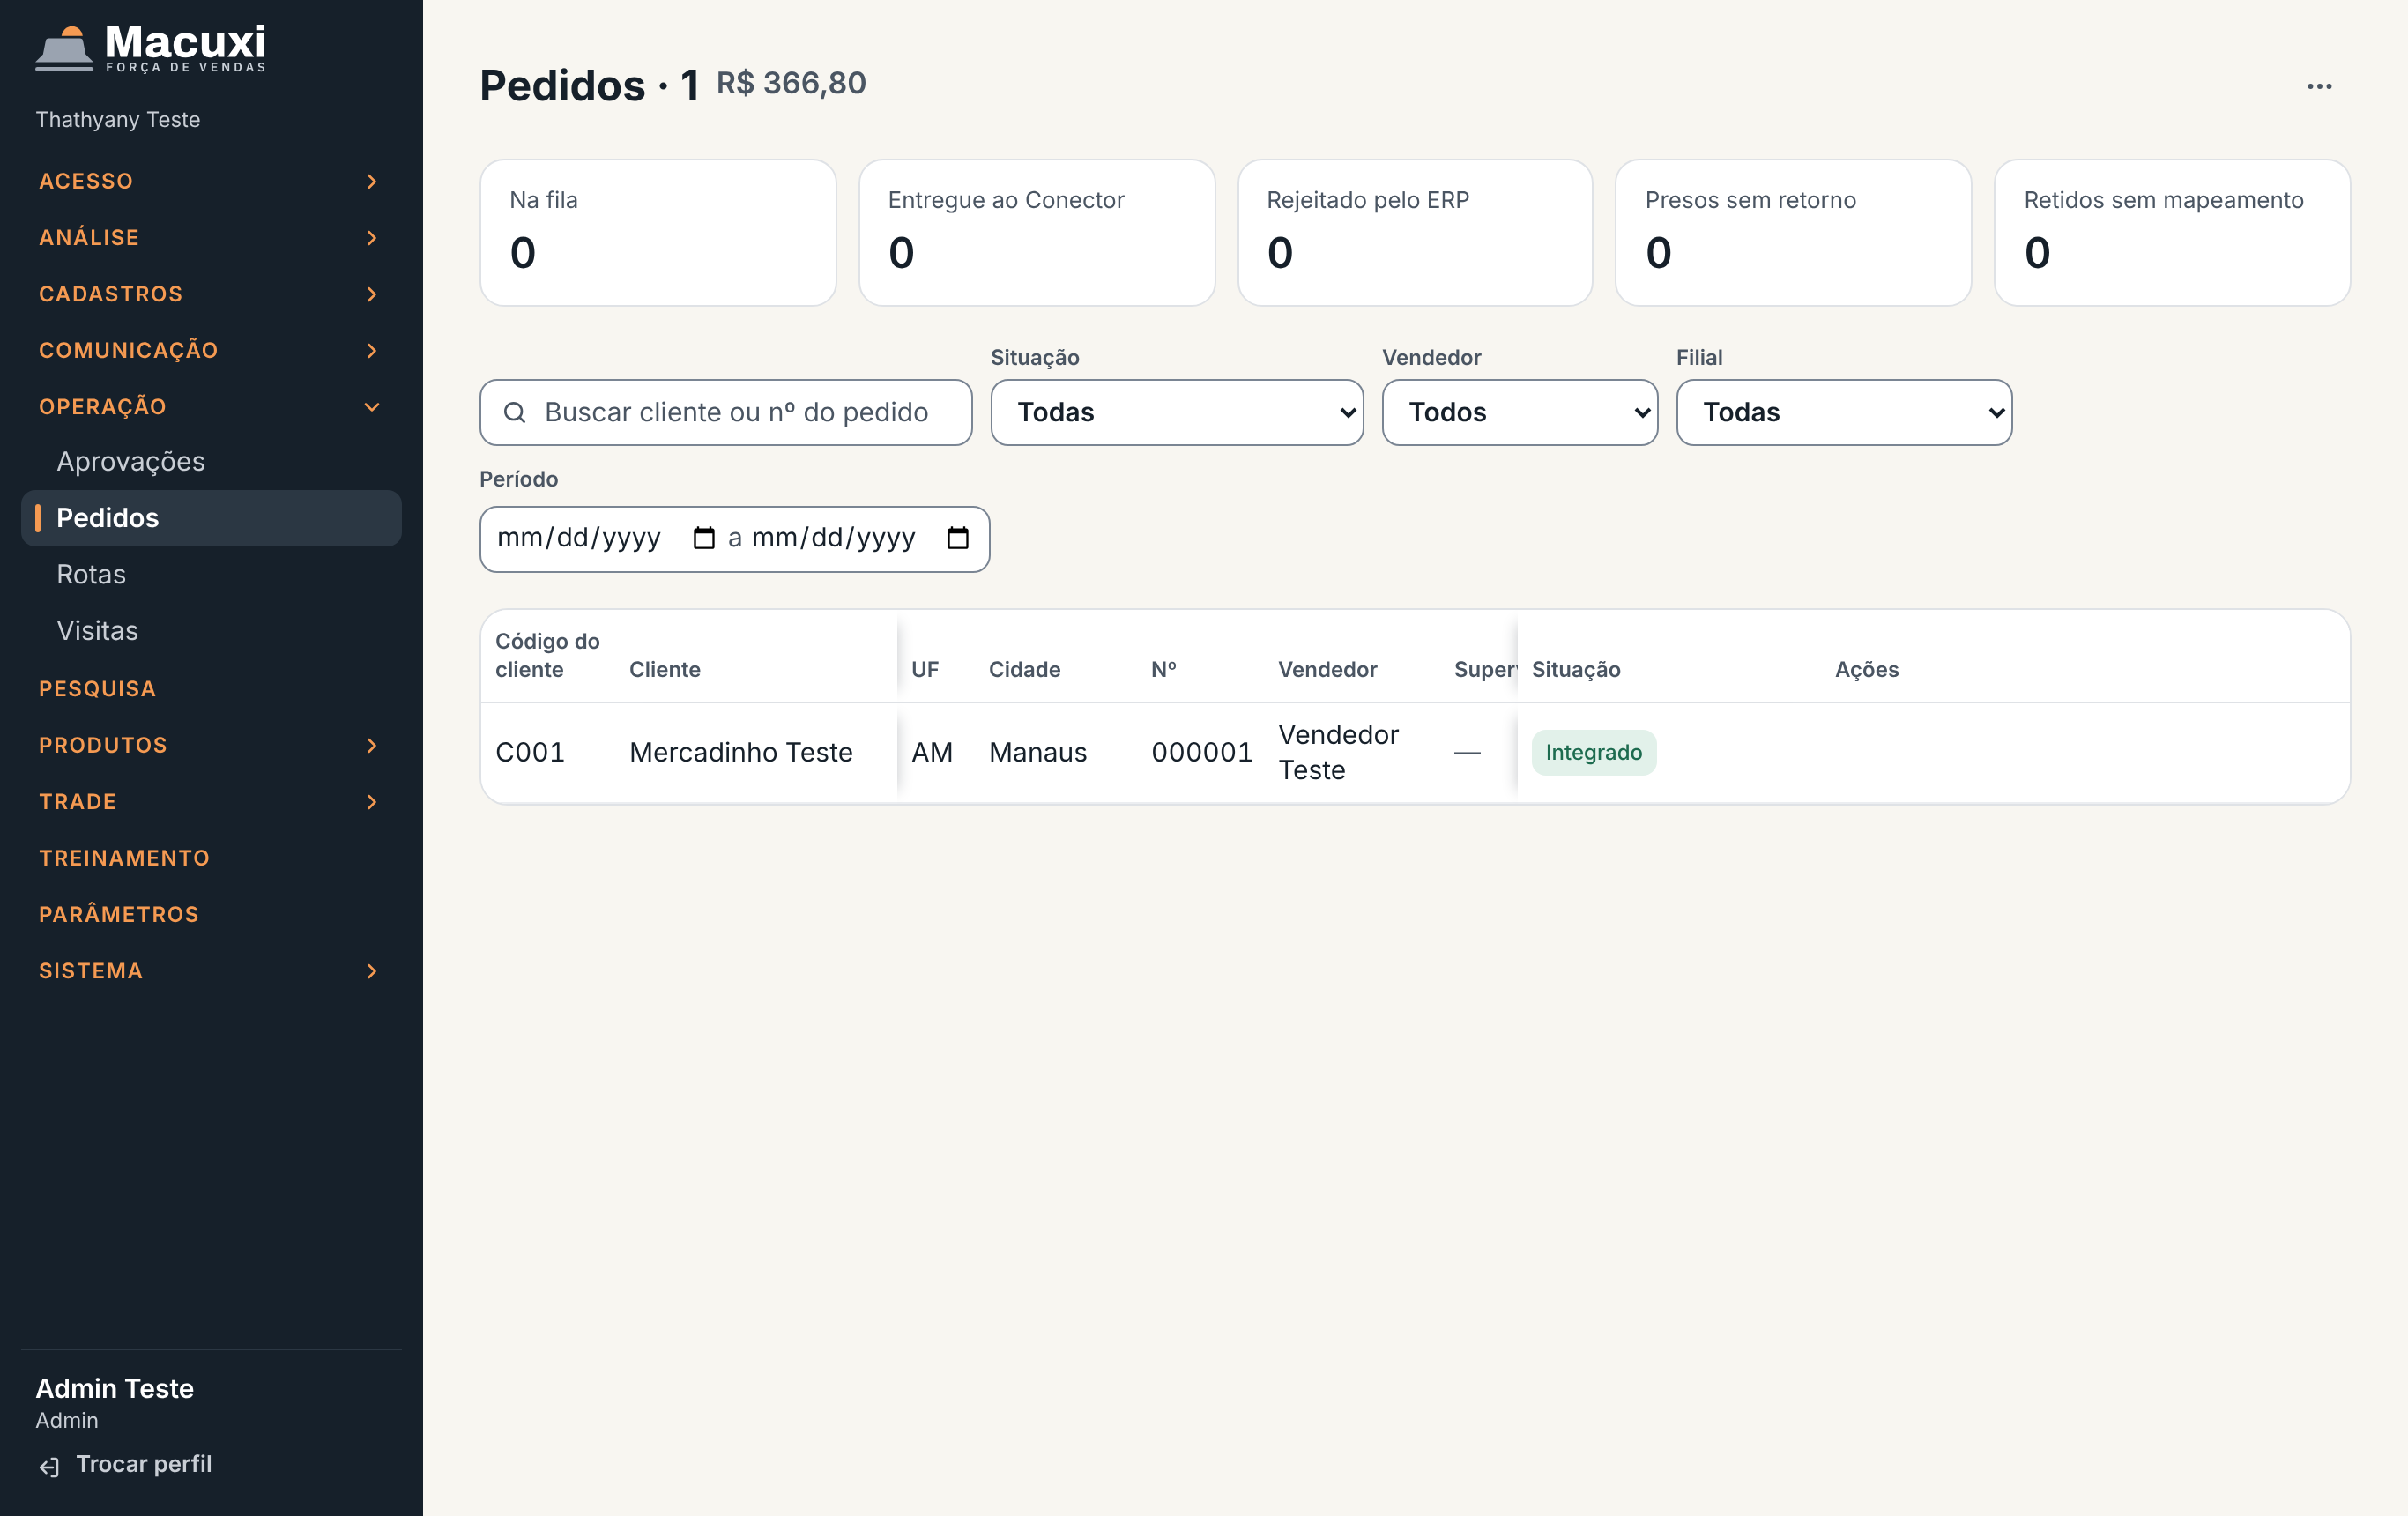 Macuxi
FORÇA DE VENDAS
Thathyany Teste
ACESSO
ANÁLISE
CADASTROS
COMUNICAÇÃO
OPERAÇÃO
Aprovações
Pedidos
Rotas
Visitas
PESQUISA
PRODUTOS
TRADE
TREINAMENTO
PARÂMETROS
SISTEMA
Admin Teste
Admin
Trocar perfil
Pedidos · 1 R$ 366,80
Na fila
0
Entregue ao Conector
0
Rejeitado pelo ERP
0
Presos sem retorno
0
Retidos sem mapeamento
0
Buscar cliente ou nº do pedido
Situação
Todas
Vendedor
Todos
Filial
Todas
Período
mm/dd/yyyy a mm/dd/yyyy
Código do
cliente Cliente UF Cidade Nº Vendedor Super Situação Ações
C001 Mercadinho Teste AM Manaus 000001 Vendedor
Teste — Integrado